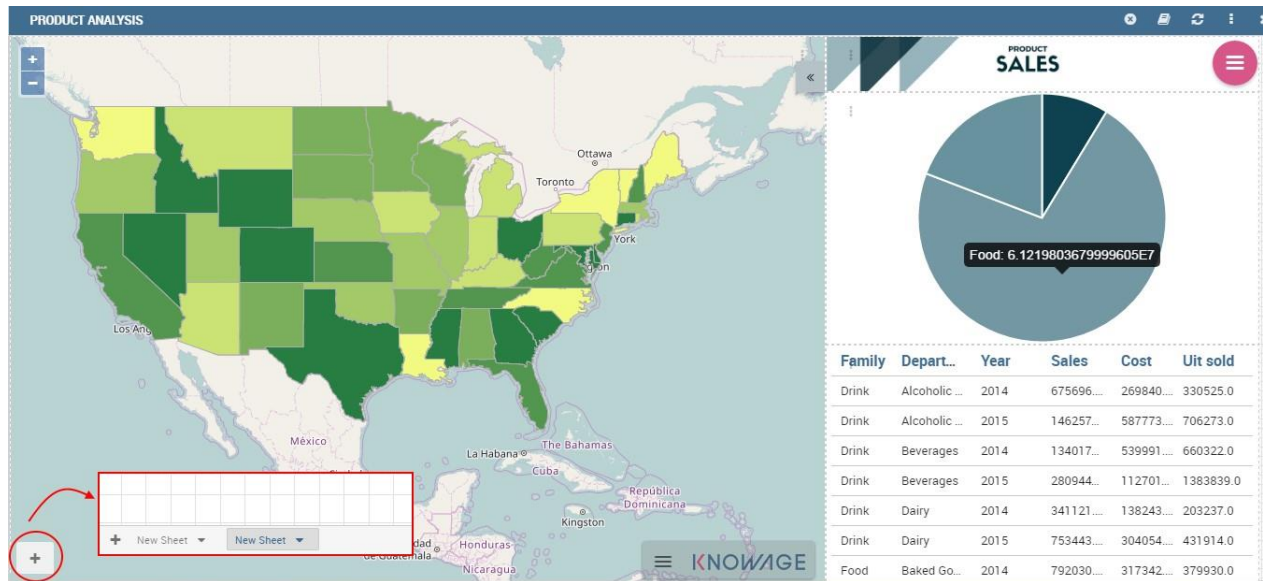 PRODUCT ANALYSIS
+
−
«
Ottawa
Toronto
York
Los Ang
México
La Habana
The Bahamas
Cuba
República
Dominicana
Kingston
Honduras
de Guatemala
Nicaragua
+ New Sheet New Sheet
+
KNOWAGE
PRODUCT
SALES
Food: 6.1219803679999605E7
Family Depart... Year Sales Cost Uit sold
Drink Alcoholic ... 2014 675696.... 269840.... 330525.0
Drink Alcoholic ... 2015 146257... 587773.... 706273.0
Drink Beverages 2014 134017... 539991.... 660322.0
Drink Beverages 2015 280944... 112701... 1383839.0
Drink Dairy 2014 341121... 138243... 203237.0
Drink Dairy 2015 753443... 304054... 431914.0
Food Baked Go... 2014 792030.... 317342... 379930.0